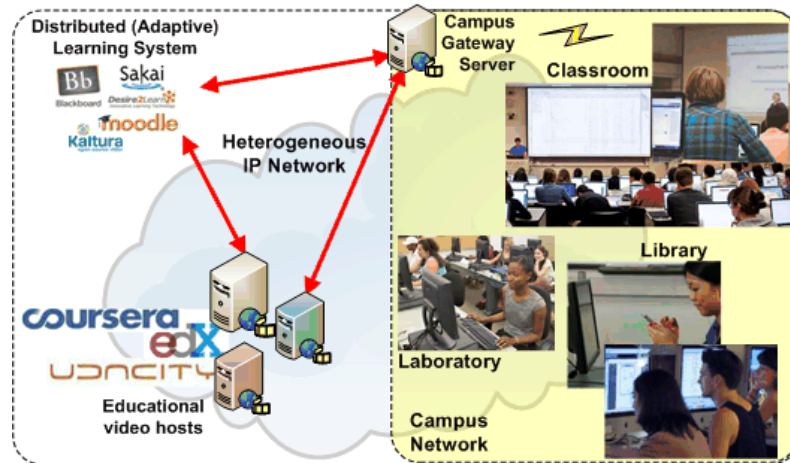 Distributed (Adaptive)
Learning System
Bb
Blackboard
Sakai
Desire2Learn
Kaltura
moodle
Heterogeneous
IP Network
Campus
Gateway
Server
Classroom
Library
Laboratory
Campus
Network
coursera
edX
UDACITY
Educational
video hosts